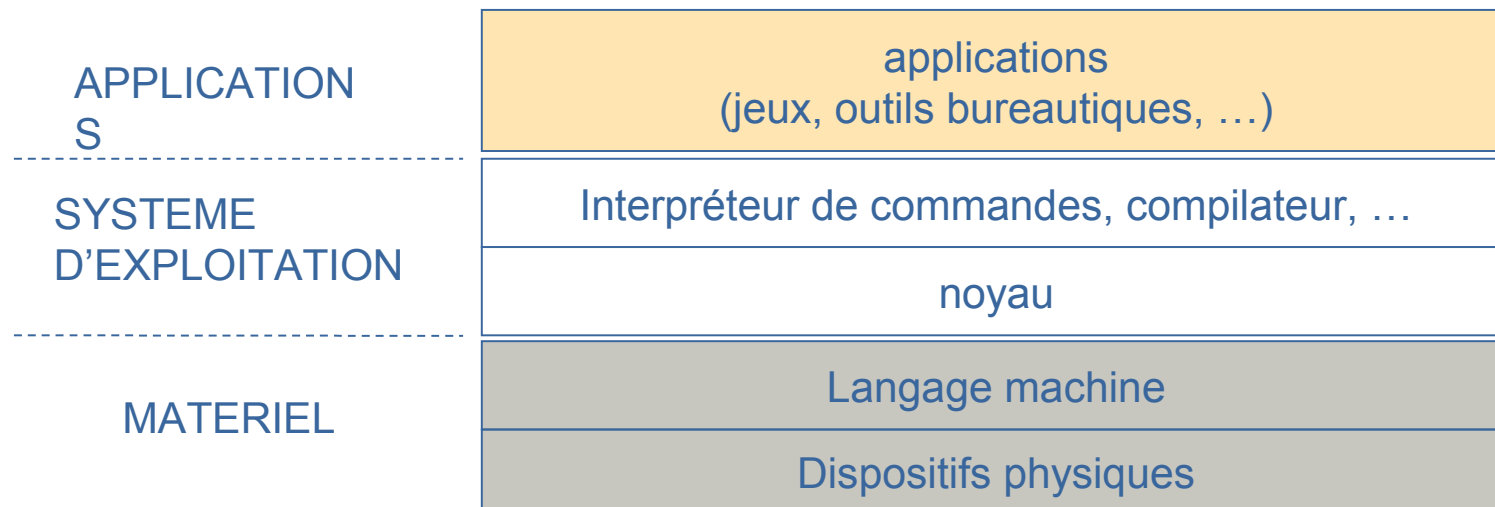 APPLICATION
S
applications
(jeux, outils bureautiques, …)
SYSTEME
D’EXPLOITATION
Interpréteur de commandes, compilateur, …
noyau
MATERIEL
Langage machine
Dispositifs physiques